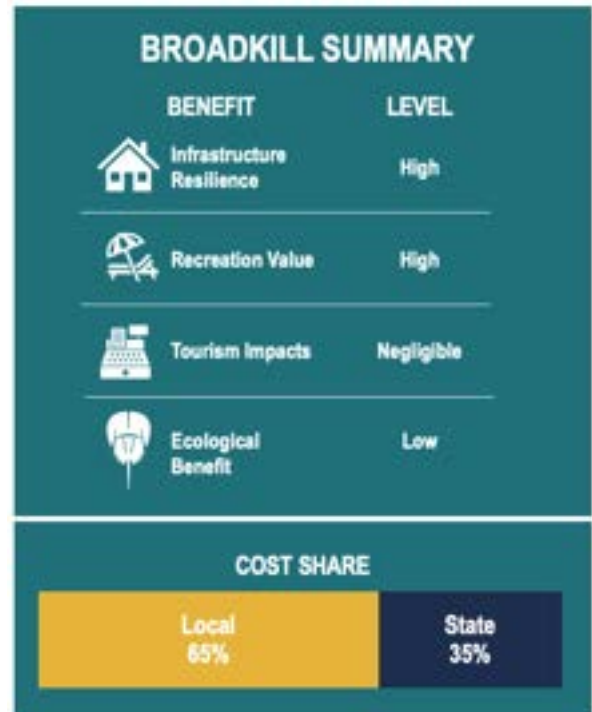 BROADKILL SUMMARY
BENEFIT LEVEL
Infrastructure
Resilience
High
Recreation Value High
Tourism Impacts Negligible
Ecological
Benefit
Low
COST SHARE
Local
65%
State
35%